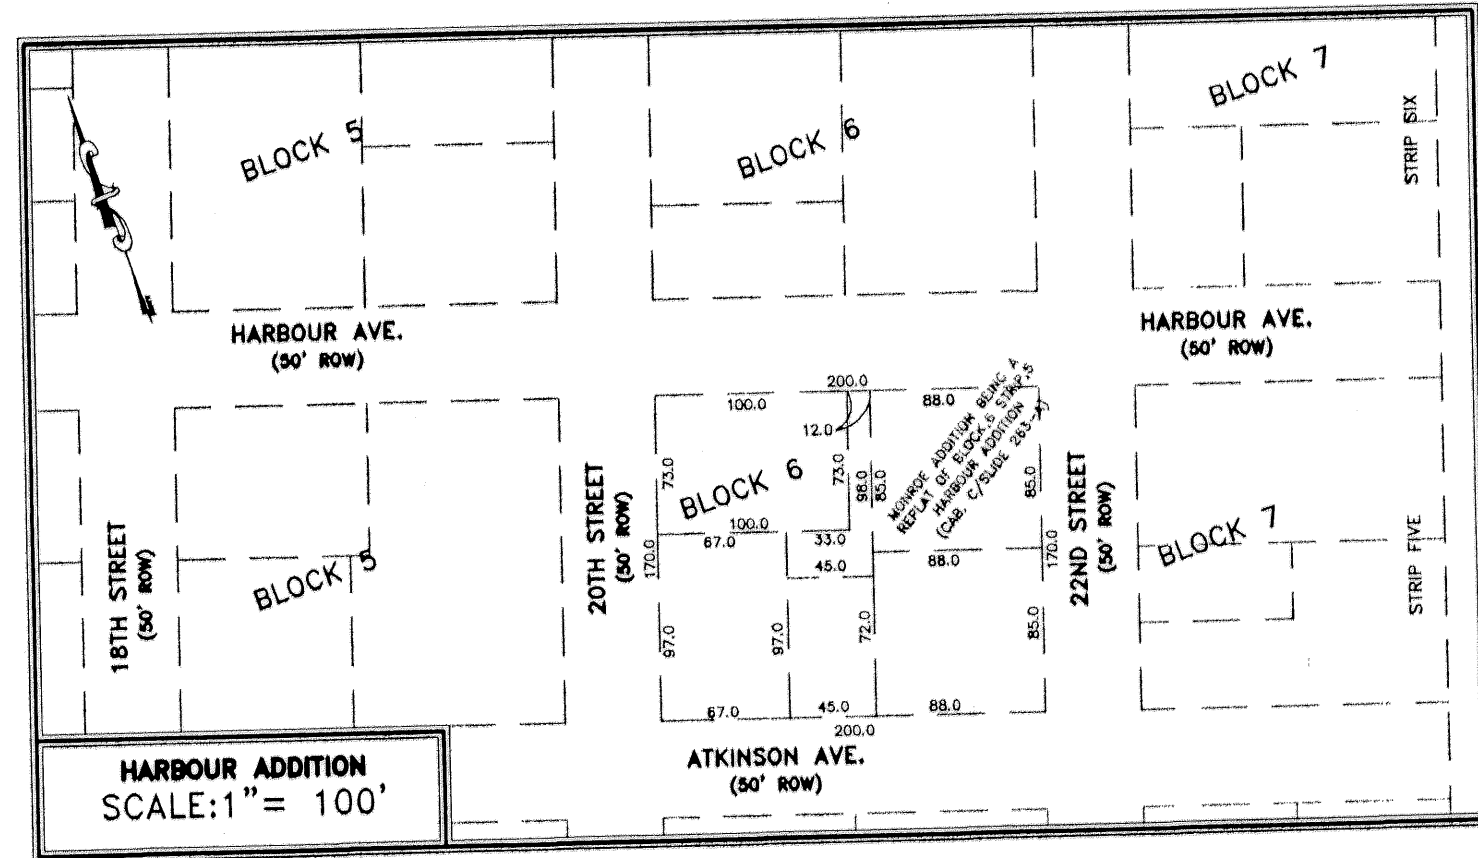 BLOCK 5
BLOCK 6
BLOCK 7
STRIP SIX
HARBOUR AVE.
(50' ROW)
HARBOUR AVE.
(50' ROW)
200.0
100.0
88.0
12.0
73.0
73.0
98.0
85.0
85.0
MONROE ADDITION BEING A
REPLAT OF BLOCK 6 STRIP 5
HARBOUR ADDITION
(CAB. C/SLIDE 263-A)
BLOCK 6
100.0
67.0
33.0
45.0
88.0
18TH STREET
(50' ROW)
BLOCK 5
20TH STREET
(50' ROW)
170.0
170.0
22ND STREET
(50' ROW)
BLOCK 7
STRIP FIVE
97.0
97.0
72.0
85.0
67.0
45.0
88.0
200.0
ATKINSON AVE.
(50' ROW)
HARBOUR ADDITION
SCALE:1"= 100'